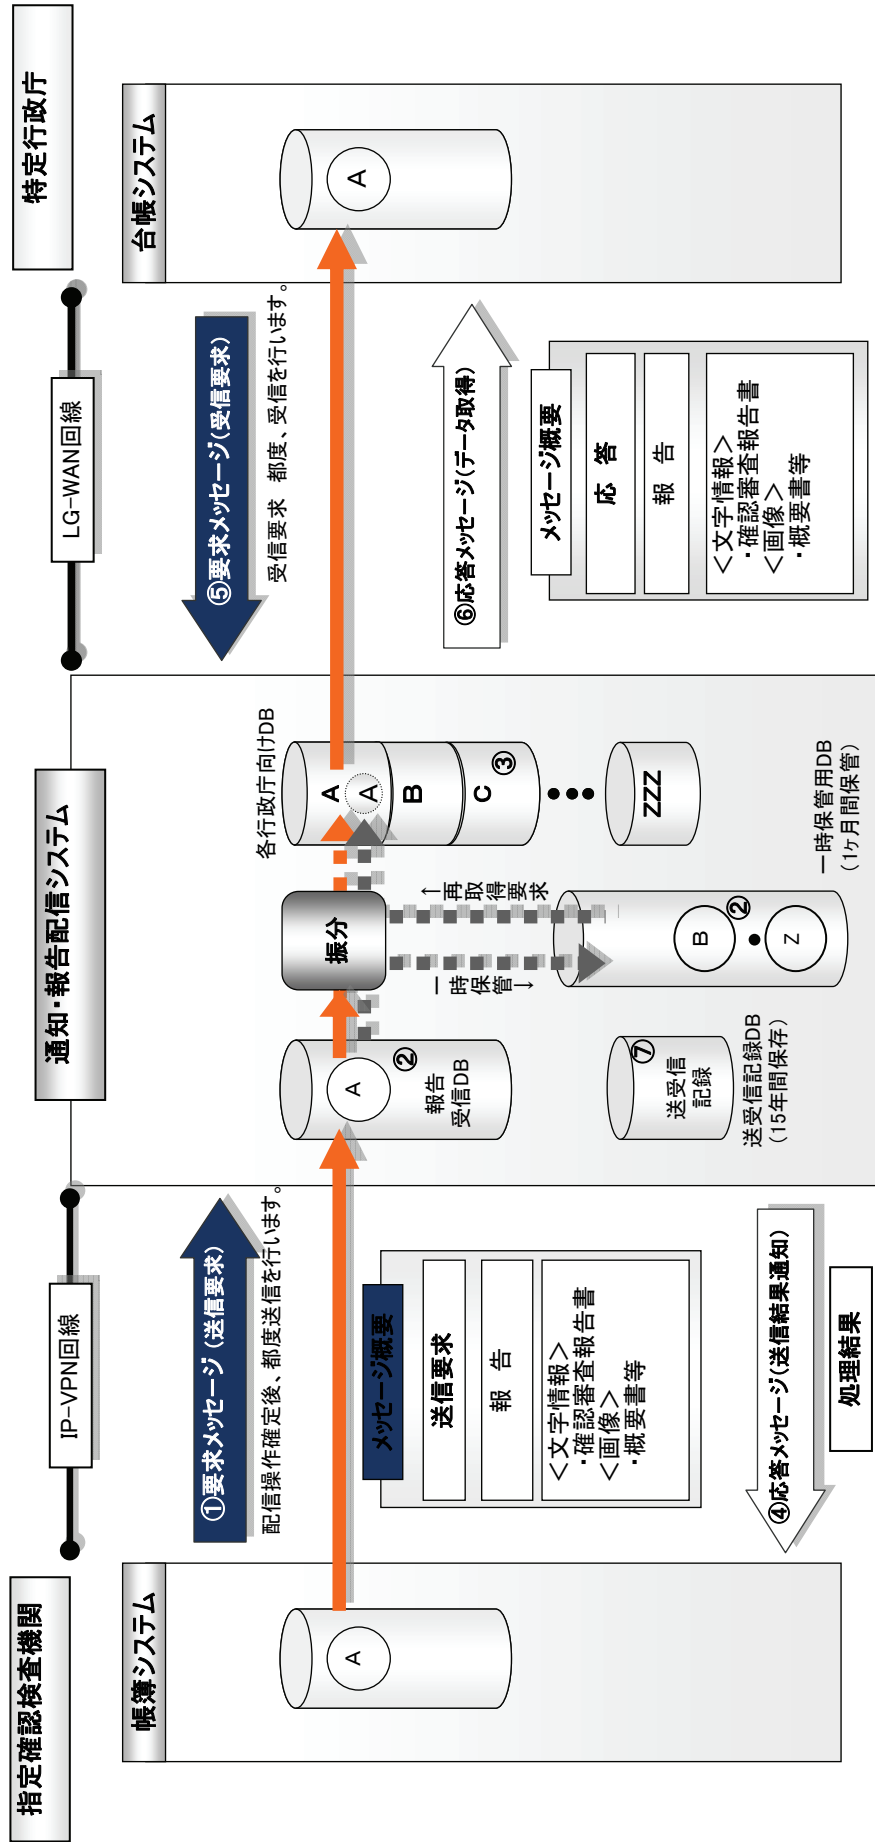 指定確認検査機関
IP-VPN回線
通知・報告配信システム
LG-WAN回線
特定行政庁
帳簿システム
A
①要求メッセージ(送信要求)
配信操作確定後、都度送信を行います。
メッセージ概要
送信要求
報 告
<文字情報>
・確認審査報告書
<画像>
・概要書等
④応答メッセージ(送信結果通知)
処理結果
A
②
報告
受信DB
⑦
送受信
記録
送受信記録DB
(15年間保存)
振分
一時保管→
←再取得要求
B
②
●
Z
一時保管用DB
(1ヶ月間保管)
各行政庁向けDB
A
A
B
C
③
●●●
ZZZ
⑤要求メッセージ(受信要求)
受信要求 都度、受信を行います。
⑥応答メッセージ(データ取得)
メッセージ概要
応 答
報 告
<文字情報>
・確認審査報告書
<画像>
・概要書等
台帳システム
A